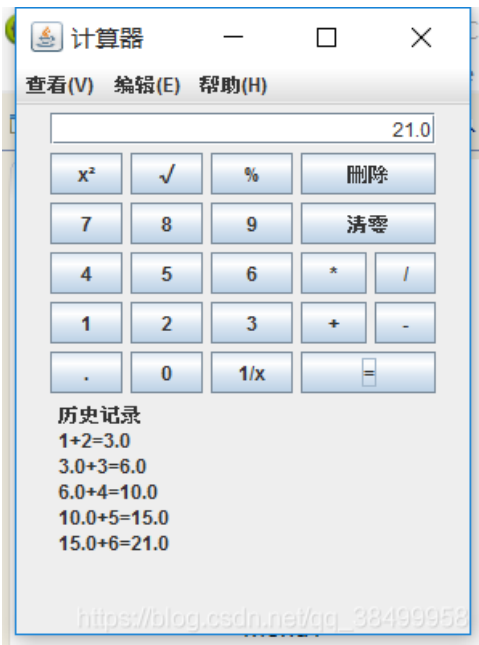 计算器
查看(V) 编辑(E) 帮助(H)
21.0
x² √ % 删除
7 8 9 清零
4 5 6 * /
1 2 3 + -
. 0 1/x =
历史记录
1+2=3.0
3.0+3=6.0
6.0+4=10.0
10.0+5=15.0
15.0+6=21.0
https://blog.csdn.net/qq_38499958